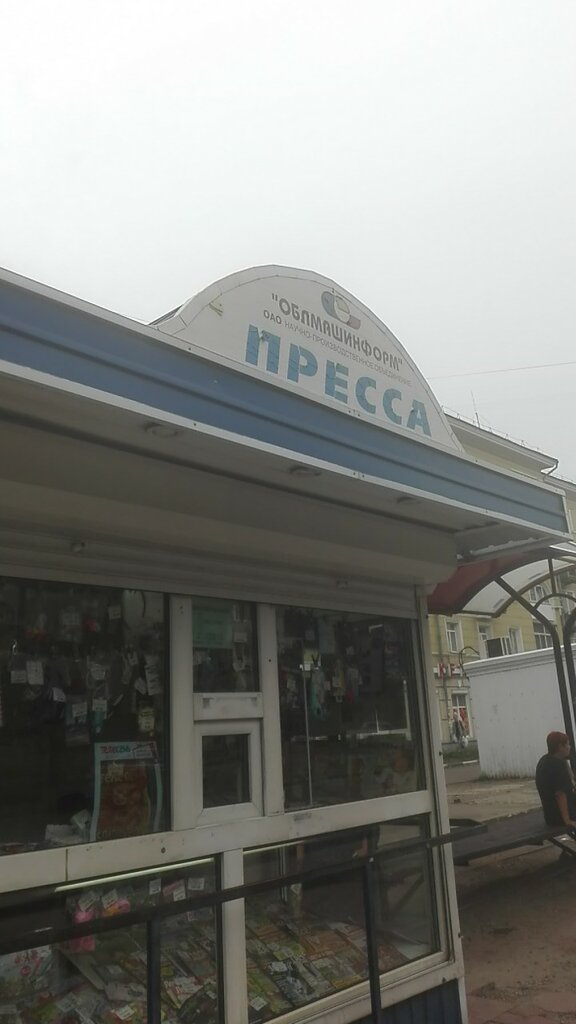 "ОБЛМАШИНФОРМ"
ОАО НАУЧНО-ПРОИЗВОДСТВЕННОЕ ОБЪЕДИНЕНИЕ
ПРЕССА